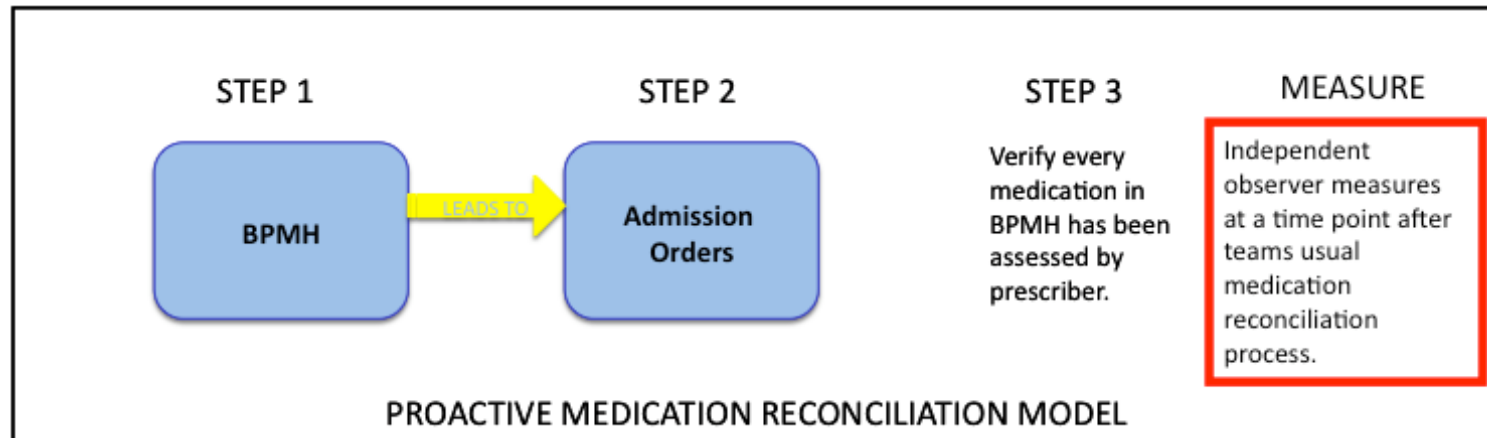 STEP 1
BPMH
LEADS TO
STEP 2
Admission
Orders
STEP 3
Verify every
medication in
BPMH has been
assessed by
prescriber.
MEASURE
Independent
observer measures
at a time point after
teams usual
medication
reconciliation
process.
PROACTIVE MEDICATION RECONCILIATION MODEL